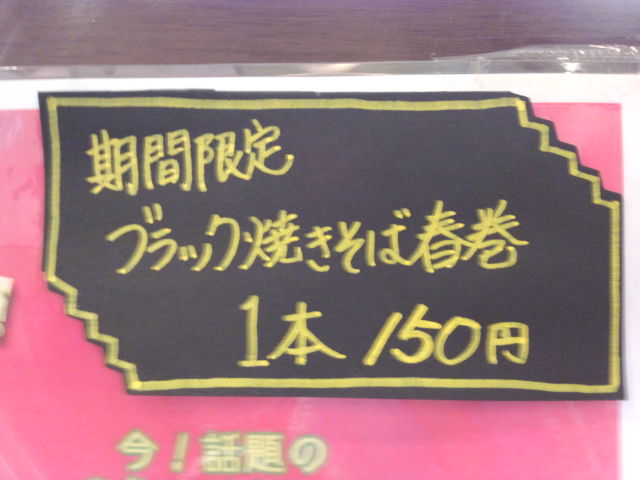 期間限定
ブラック焼きそば春巻
1本 150円
今!話題の